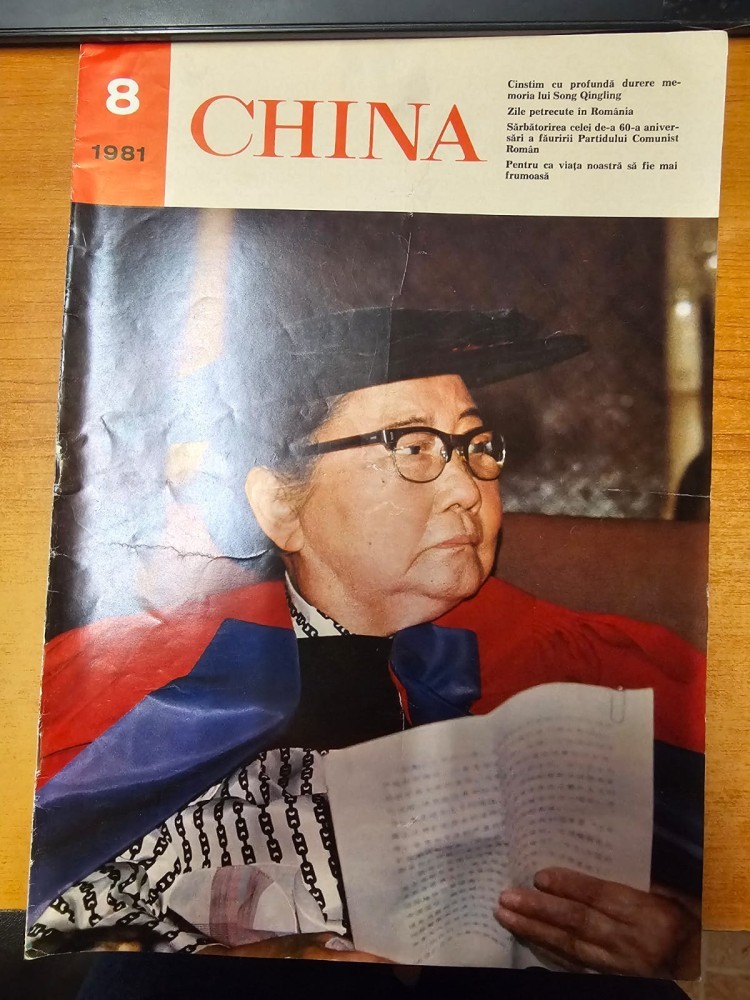 8
1981
CHINA
Cinstim cu profundă durere me-
moria lui Song Qingling
Zile petrecute în România
Sărbătorirea celei de-a 60-a aniver-
sări a făuririi Partidului Comunist
Român
Pentru ca viața noastră să fie mai
frumoasă